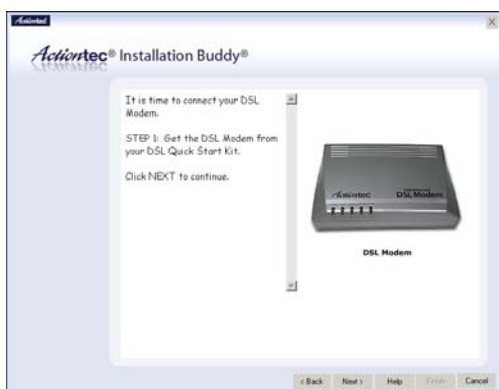 Actiontec
Actiontec® Installation Buddy®
It is time to connect your DSL
Modem.
STEP 1: Get the DSL Modem from
your DSL Quick Start Kit.
Click NEXT to continue.
Actiontec
DSL Modem
DSL Modem
< Back
Next >
Help
Finish
Cancel